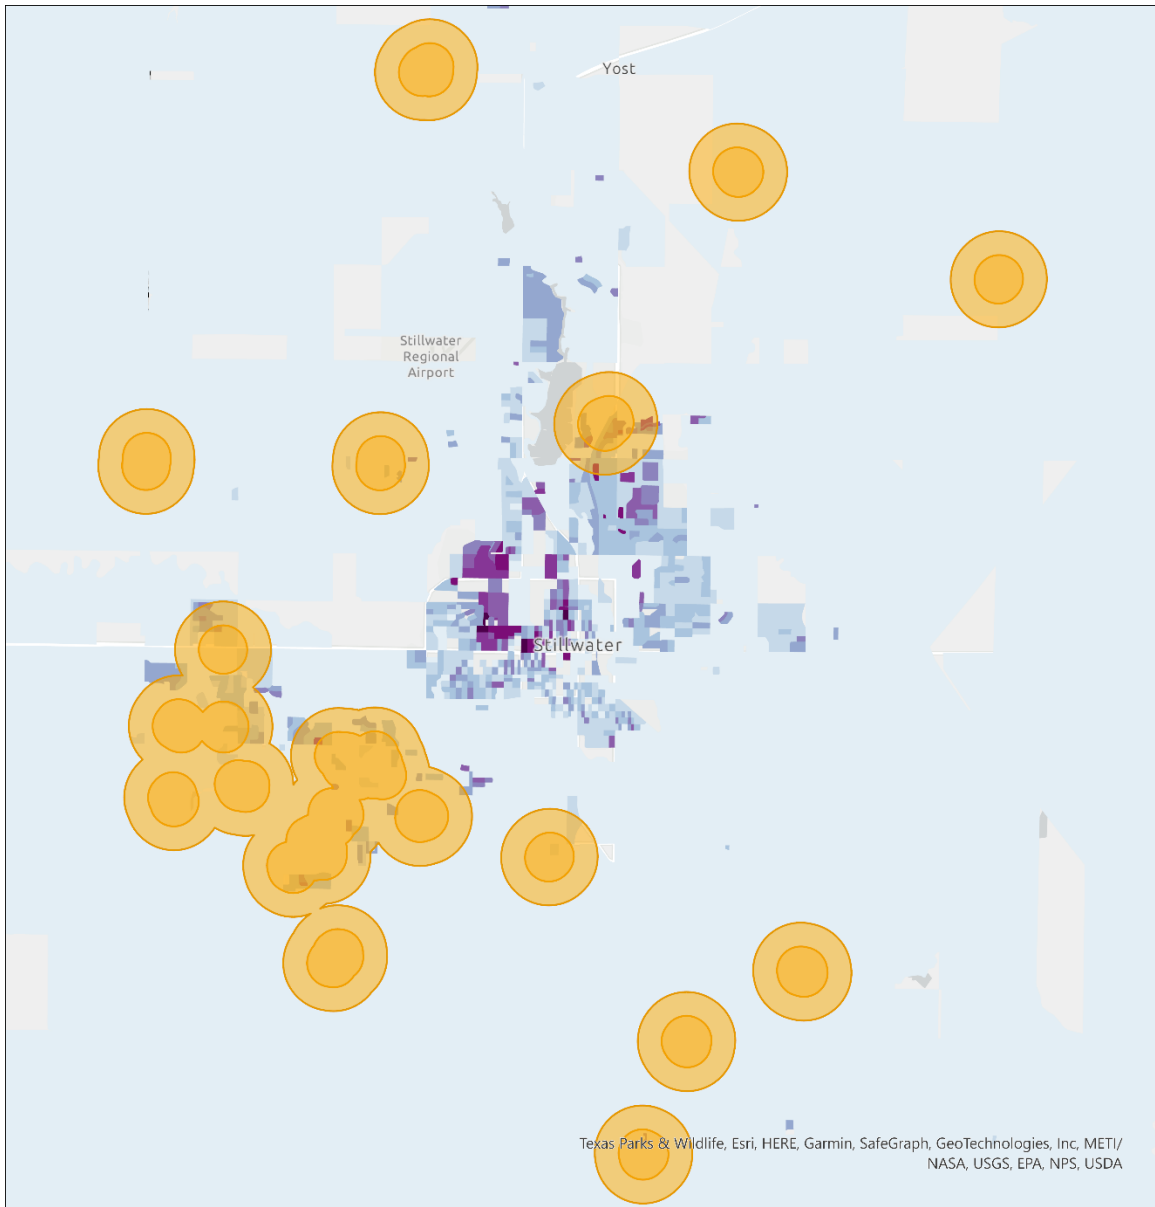 Yost
Stillwater
Regional
Airport
Stillwater
Texas Parks & Wildlife, Esri, HERE, Garmin, SafeGraph, GeoTechnologies, Inc, METI/
NASA, USGS, EPA, NPS, USDA